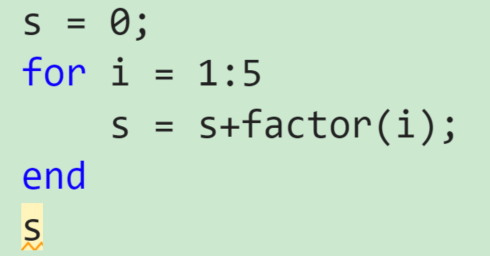 s = 0;
for i = 1:5
    s = s+factor(i);
end
s